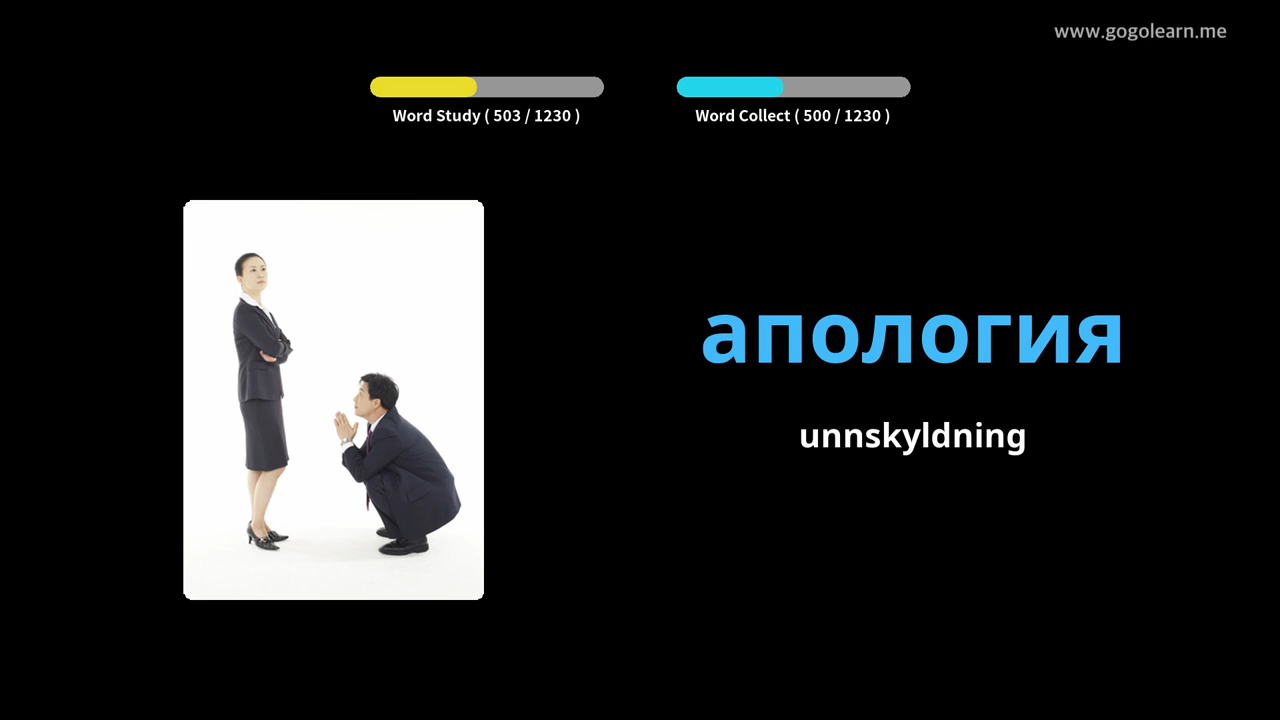 www.gogolearn.me
Word Study ( 503 / 1230 )
Word Collect ( 500 / 1230 )
апология
unnskyldning